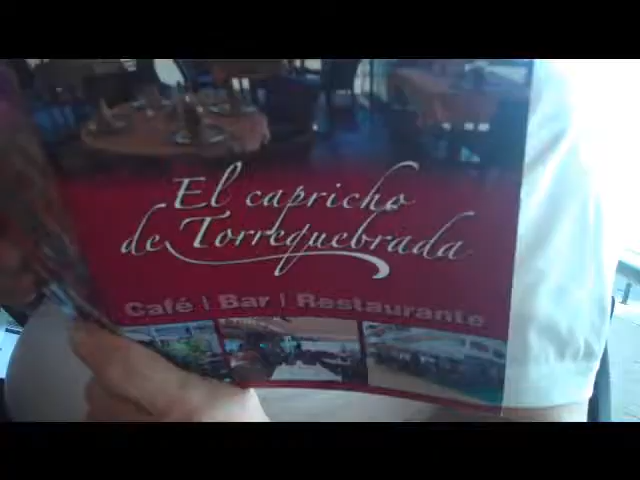 El capricho
de Torrequebrada
Café | Bar | Restaurante